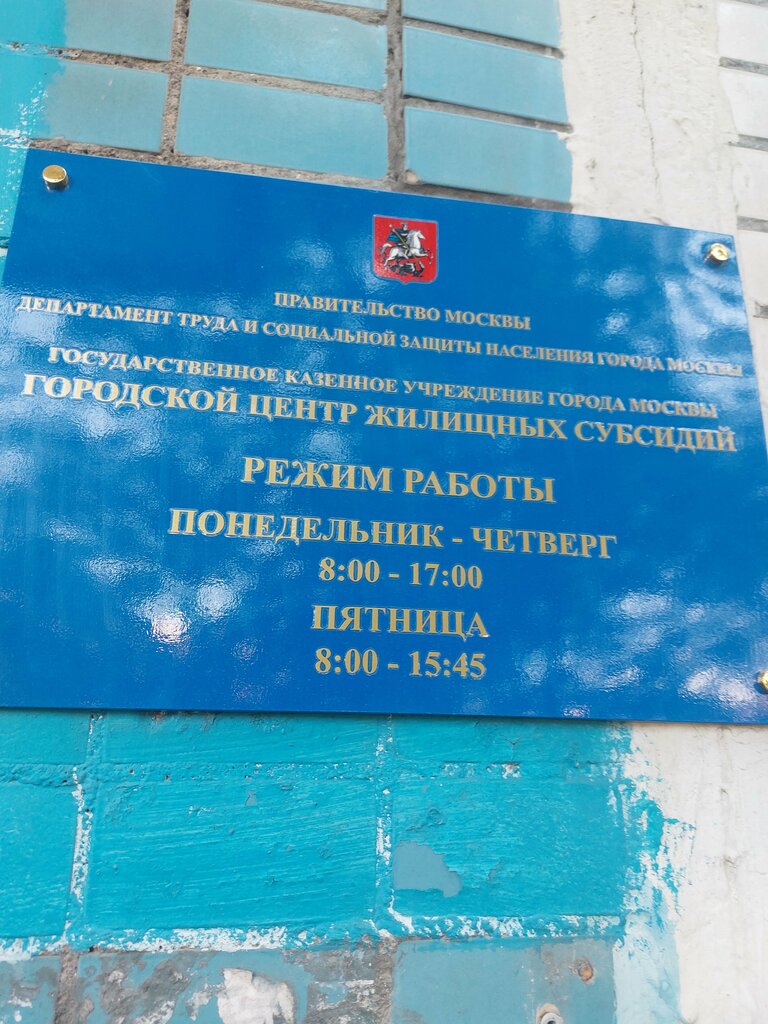 ПРАВИТЕЛЬСТВО МОСКВЫ
ДЕПАРТАМЕНТ ТРУДА И СОЦИАЛЬНОЙ ЗАЩИТЫ НАСЕЛЕНИЯ ГОРОДА МОСКВЫ
ГОСУДАРСТВЕННОЕ КАЗЕННОЕ УЧРЕЖДЕНИЕ ГОРОДА МОСКВЫ
ГОРОДСКОЙ ЦЕНТР ЖИЛИЩНЫХ СУБСИДИЙ
РЕЖИМ РАБОТЫ
ПОНЕДЕЛЬНИК - ЧЕТВЕРГ
8:00 - 17:00
ПЯТНИЦА
8:00 - 15:45